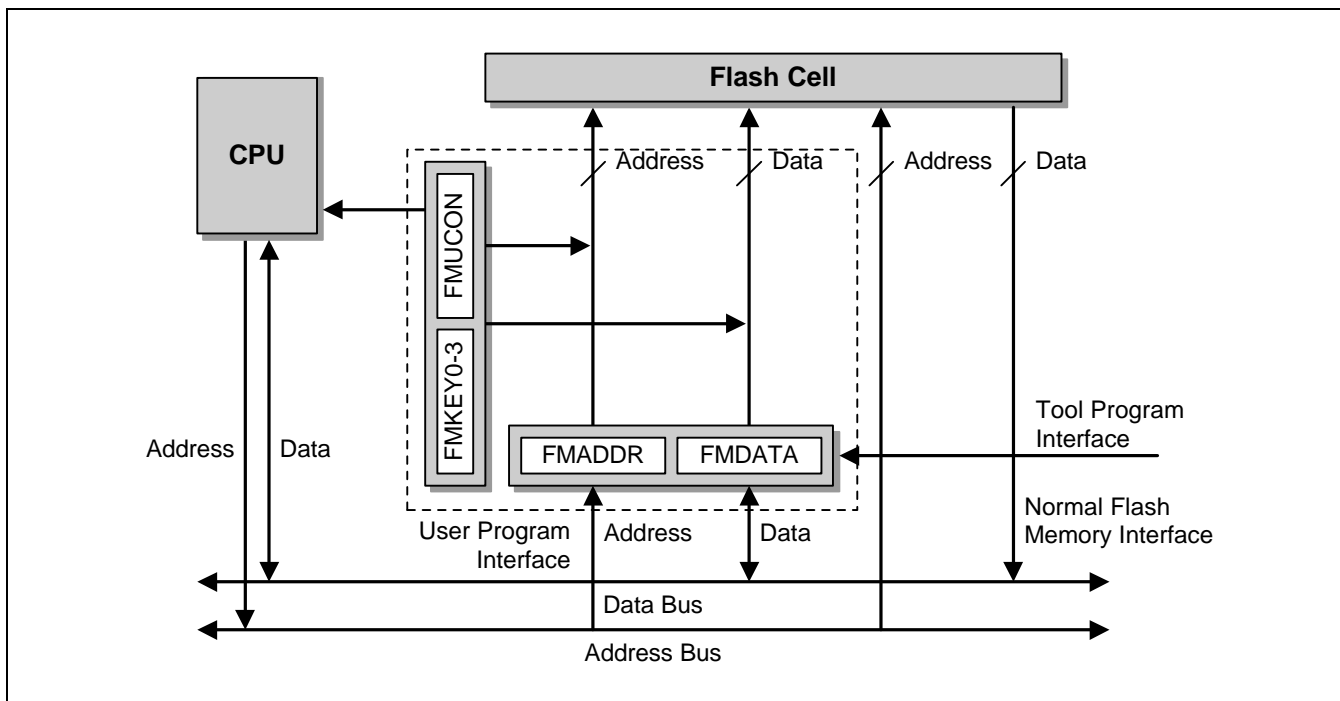 Flash Cell
CPU
Address
Data
Address
Data
FMUCON
FMKEY0-3
Tool Program
Interface
Address
Data
FMADDR
FMDATA
User Program
Interface
Address
Data
Normal Flash
Memory Interface
Data Bus
Address Bus